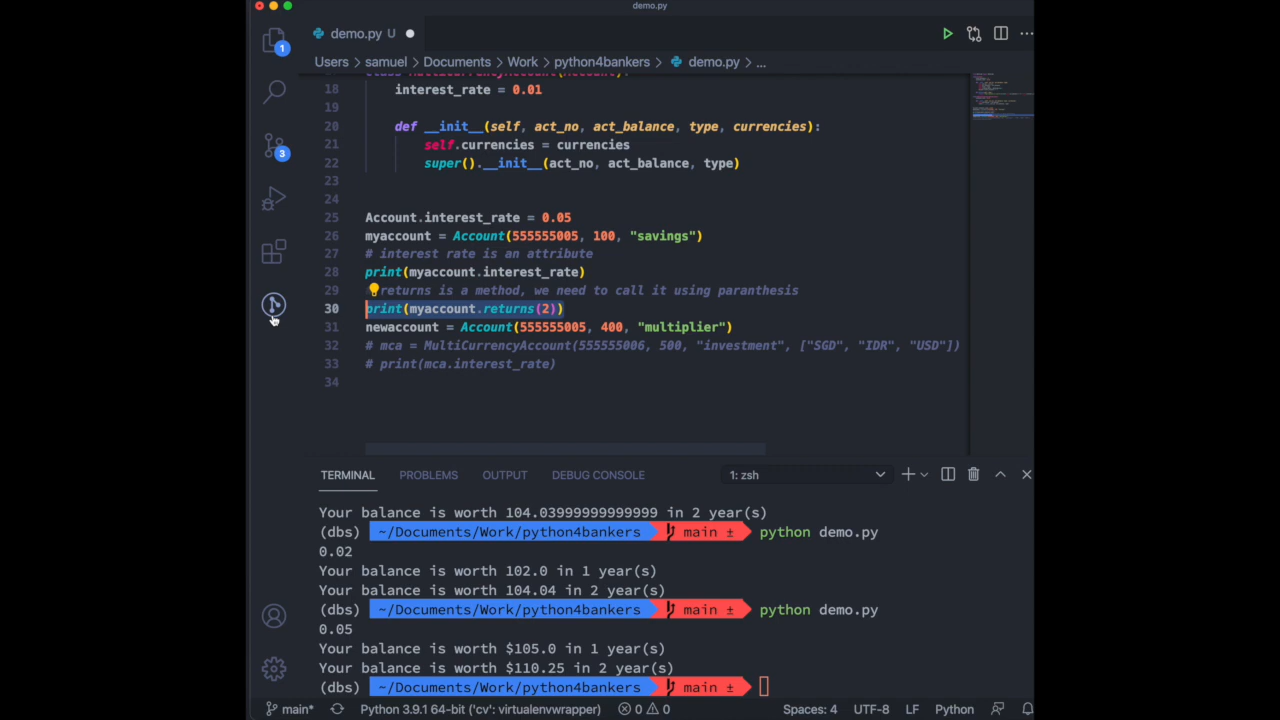 demo.py
demo.py U
1
Users > samuel > Documents > Work > python4bankers > demo.py > ...
18 interest_rate = 0.01
19
3
20 def __init__(self, act_no, act_balance, type, currencies):
21 self.currencies = currencies
22 super().__init__(act_no, act_balance, type)
23
24
25 Account.interest_rate = 0.05
26 myaccount = Account(555555005, 100, "savings")
27 # interest rate is an attribute
28 print(myaccount.interest_rate)
29 returns is a method, we need to call it using paranthesis
30 print(myaccount.returns(2))
31 newaccount = Account(555555005, 400, "multiplier")
32 # mca = MultiCurrencyAccount(555555006, 500, "investment", ["SGD", "IDR", "USD"])
33 # print(mca.interest_rate)
34
TERMINAL PROBLEMS OUTPUT DEBUG CONSOLE 1: zsh
Your balance is worth 104.03999999999999 in 2 year(s)
(dbs) ~/Documents/Work/python4bankers main ± python demo.py
0.02
Your balance is worth 102.0 in 1 year(s)
Your balance is worth 104.04 in 2 year(s)
(dbs) ~/Documents/Work/python4bankers main ± python demo.py
0.05
Your balance is worth $105.0 in 1 year(s)
Your balance is worth $110.25 in 2 year(s)
(dbs) ~/Documents/Work/python4bankers main ±
main* Python 3.9.1 64-bit ('cv': virtualenvwrapper) 0 0 Spaces: 4 UTF-8 LF Python